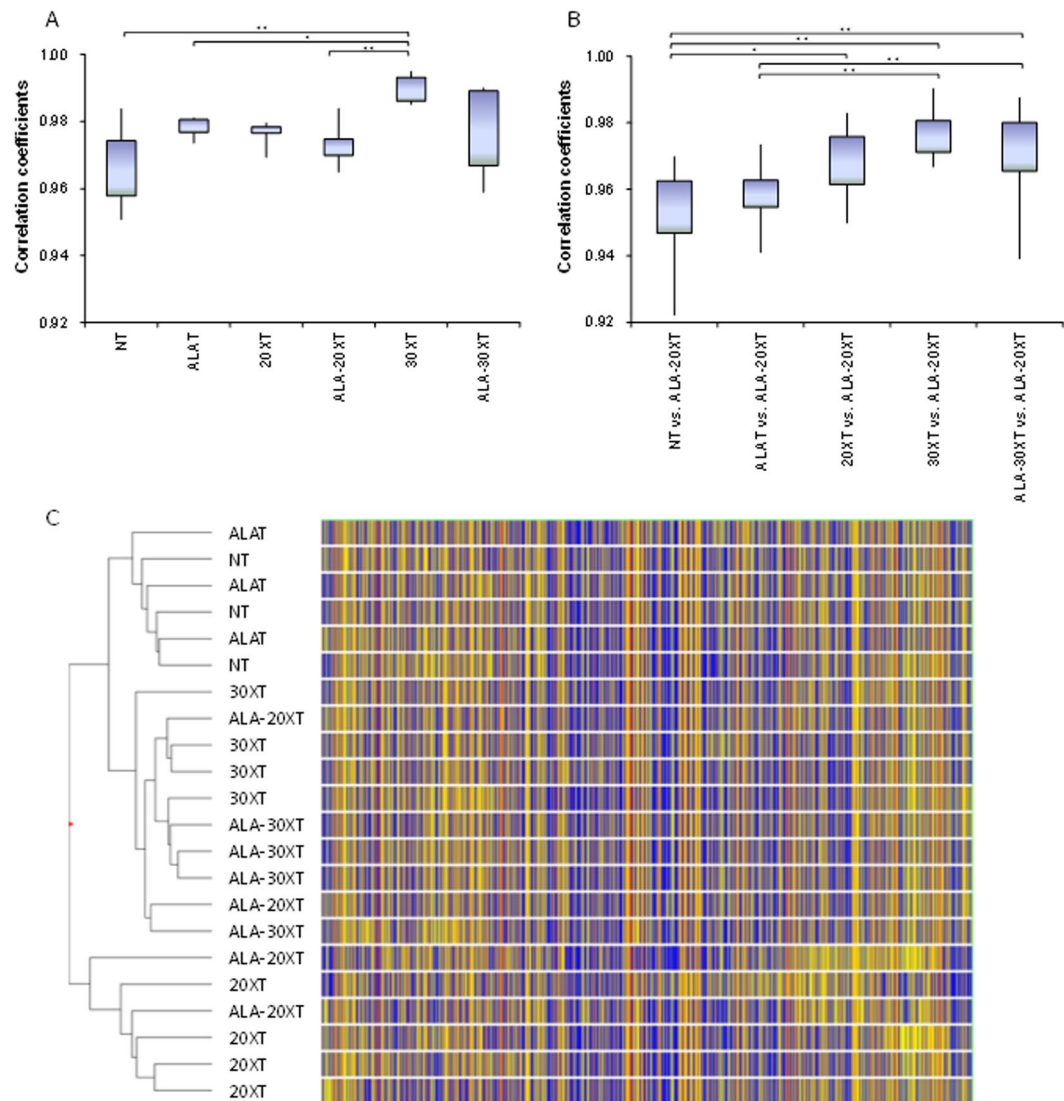 A
**
*
**
Correlation coefficients
1.00
0.98
0.96
0.94
0.92
NT
ALAT
20XT
ALA-20XT
30XT
ALA-30XT
B
**
**
*
**
**
Correlation coefficients
1.00
0.98
0.96
0.94
0.92
NT vs. ALA-20XT
ALAT vs. ALA-20XT
20XT vs. ALA-20XT
30XT vs. ALA-20XT
ALA-30XT vs. ALA-20XT
C
ALAT
NT
ALAT
NT
ALAT
NT
30XT
ALA-20XT
30XT
30XT
30XT
ALA-30XT
ALA-30XT
ALA-30XT
ALA-20XT
ALA-30XT
ALA-20XT
20XT
ALA-20XT
20XT
20XT
20XT